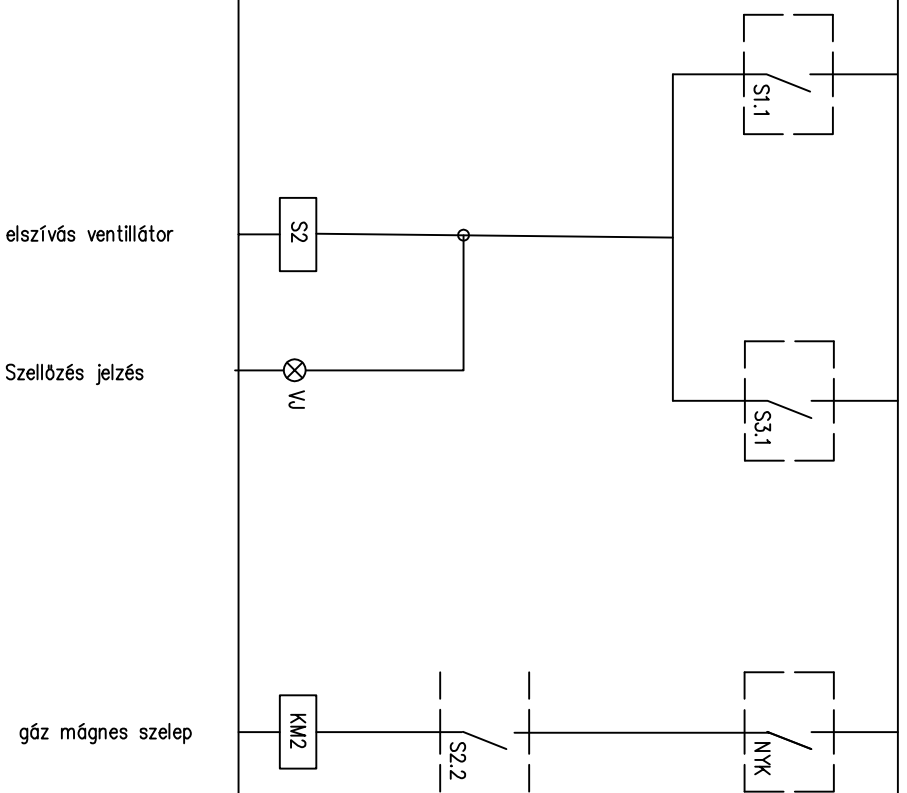 S1.1
elszívás ventillátor
S2
Szellőzés jelzés
VJ
S3.1
gáz mágnes szelep
KM2
S2.2
NYK